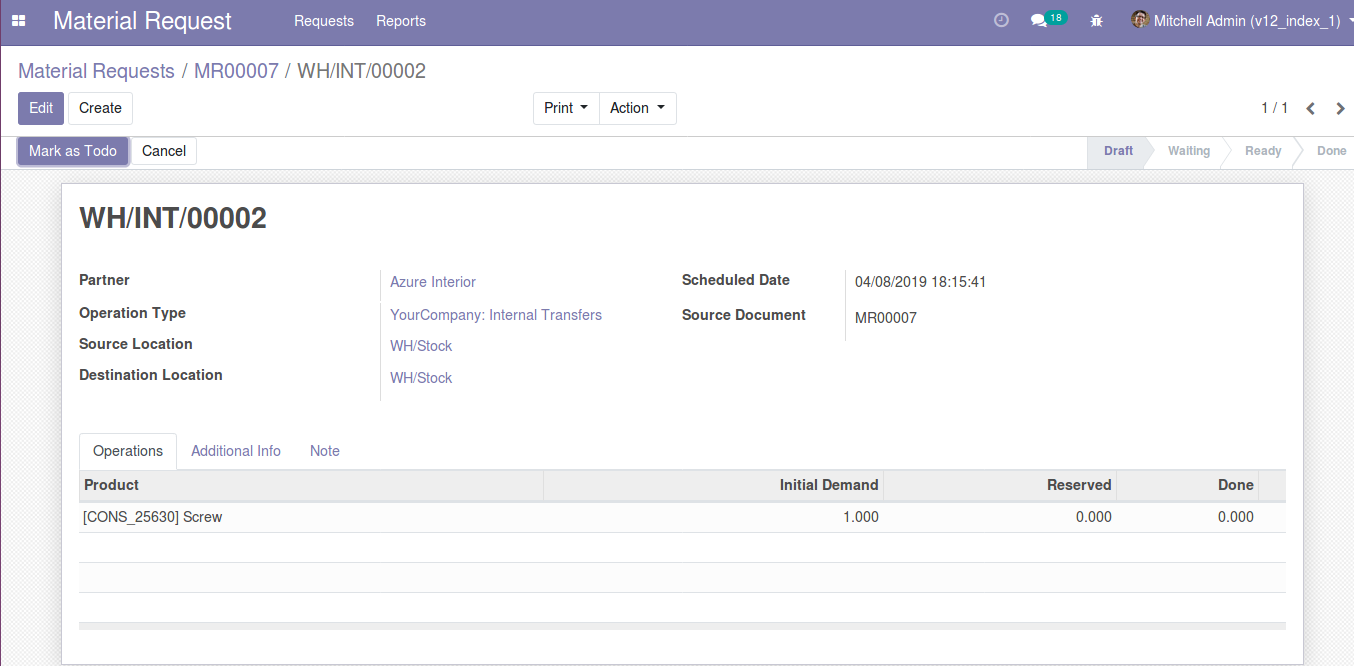 Material Request Requests Reports 18 Mitchell Admin (v12_index_1)
Material Requests / MR00007 / WH/INT/00002
Edit Create Print Action 1 / 1
Mark as Todo Cancel Draft Waiting Ready Done
WH/INT/00002
Partner Azure Interior Scheduled Date 04/08/2019 18:15:41
Operation Type YourCompany: Internal Transfers Source Document MR00007
Source Location WH/Stock
Destination Location WH/Stock
Operations Additional Info Note
Product Initial Demand Reserved Done
[CONS_25630] Screw 1.000 0.000 0.000